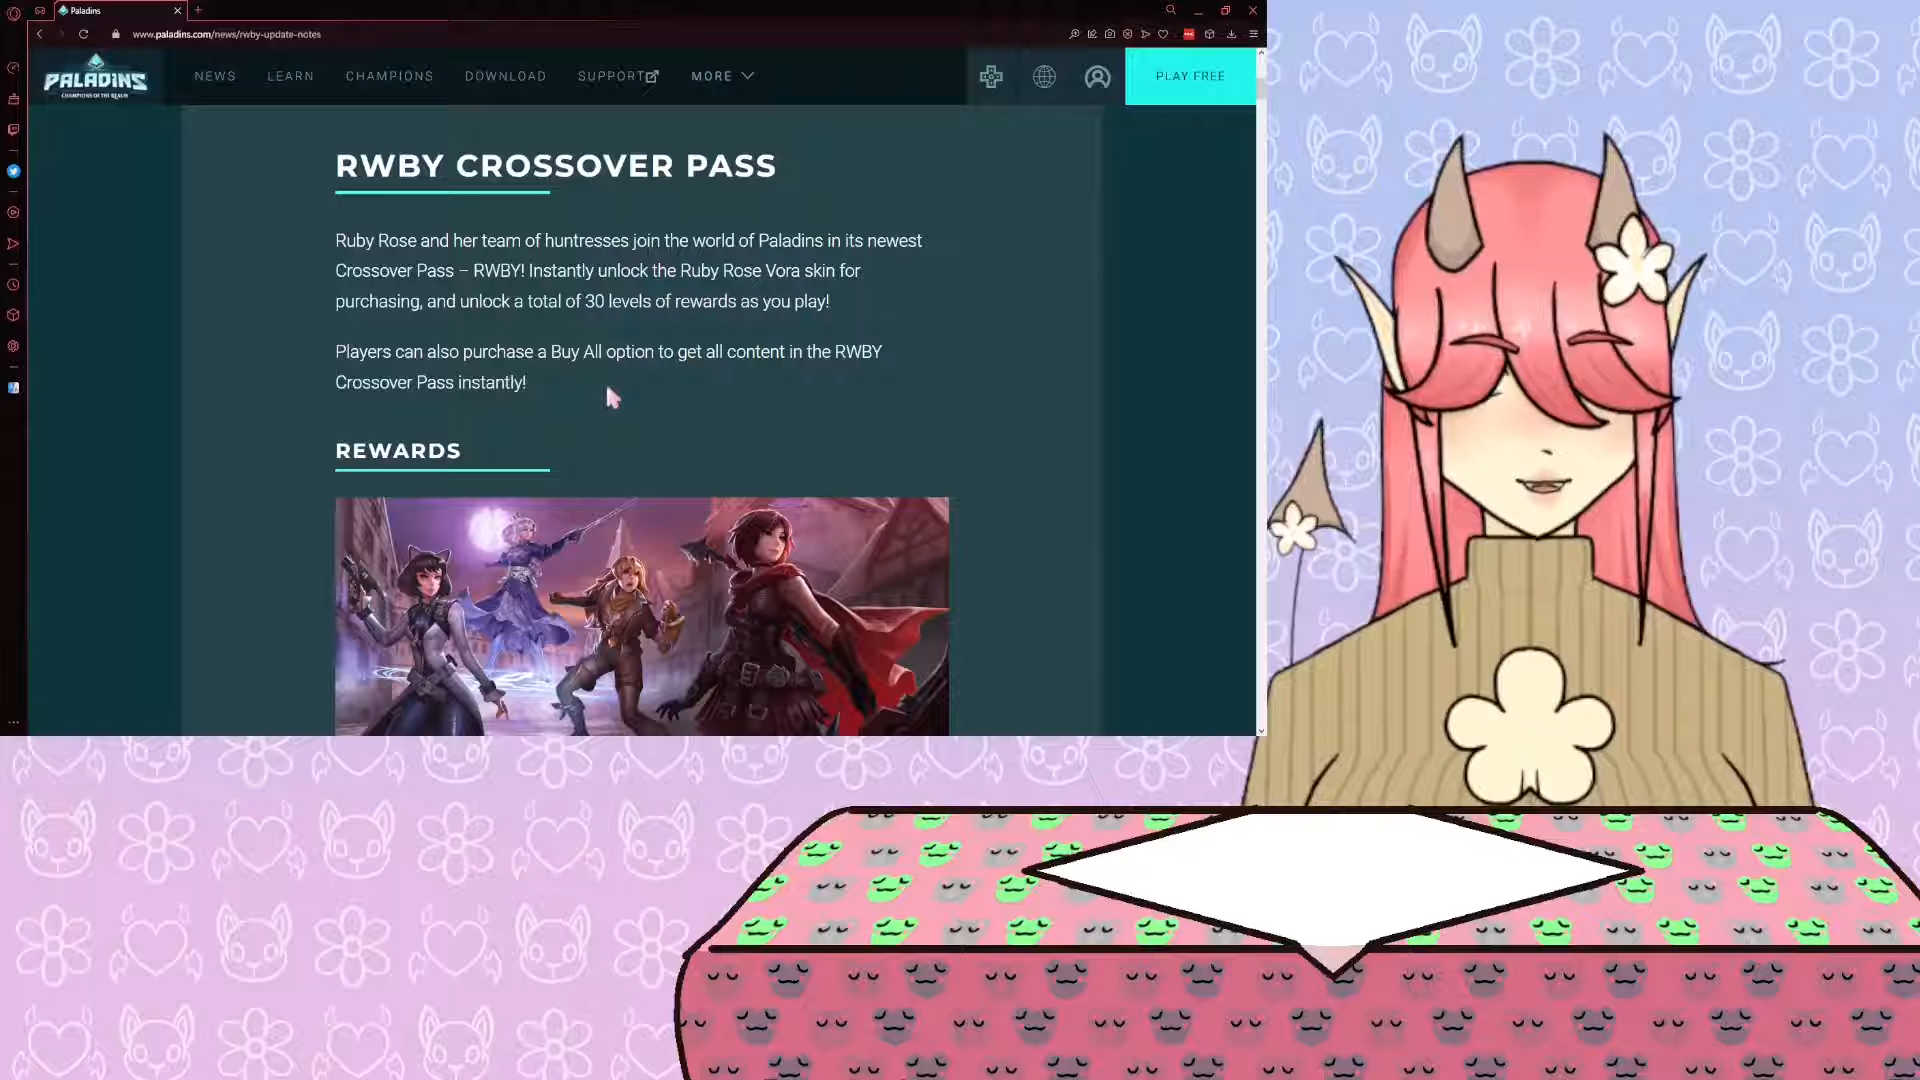 Paladins
www.paladins.com/news/rwby-update-notes
PALADINS
CHAMPIONS OF THE REALM
NEWS
LEARN
CHAMPIONS
DOWNLOAD
SUPPORT
MORE
PLAY FREE
RWBY CROSSOVER PASS
Ruby Rose and her team of huntresses join the world of Paladins in its newest
Crossover Pass – RWBY! Instantly unlock the Ruby Rose Vora skin for
purchasing, and unlock a total of 30 levels of rewards as you play!
Players can also purchase a Buy All option to get all content in the RWBY
Crossover Pass instantly!
REWARDS